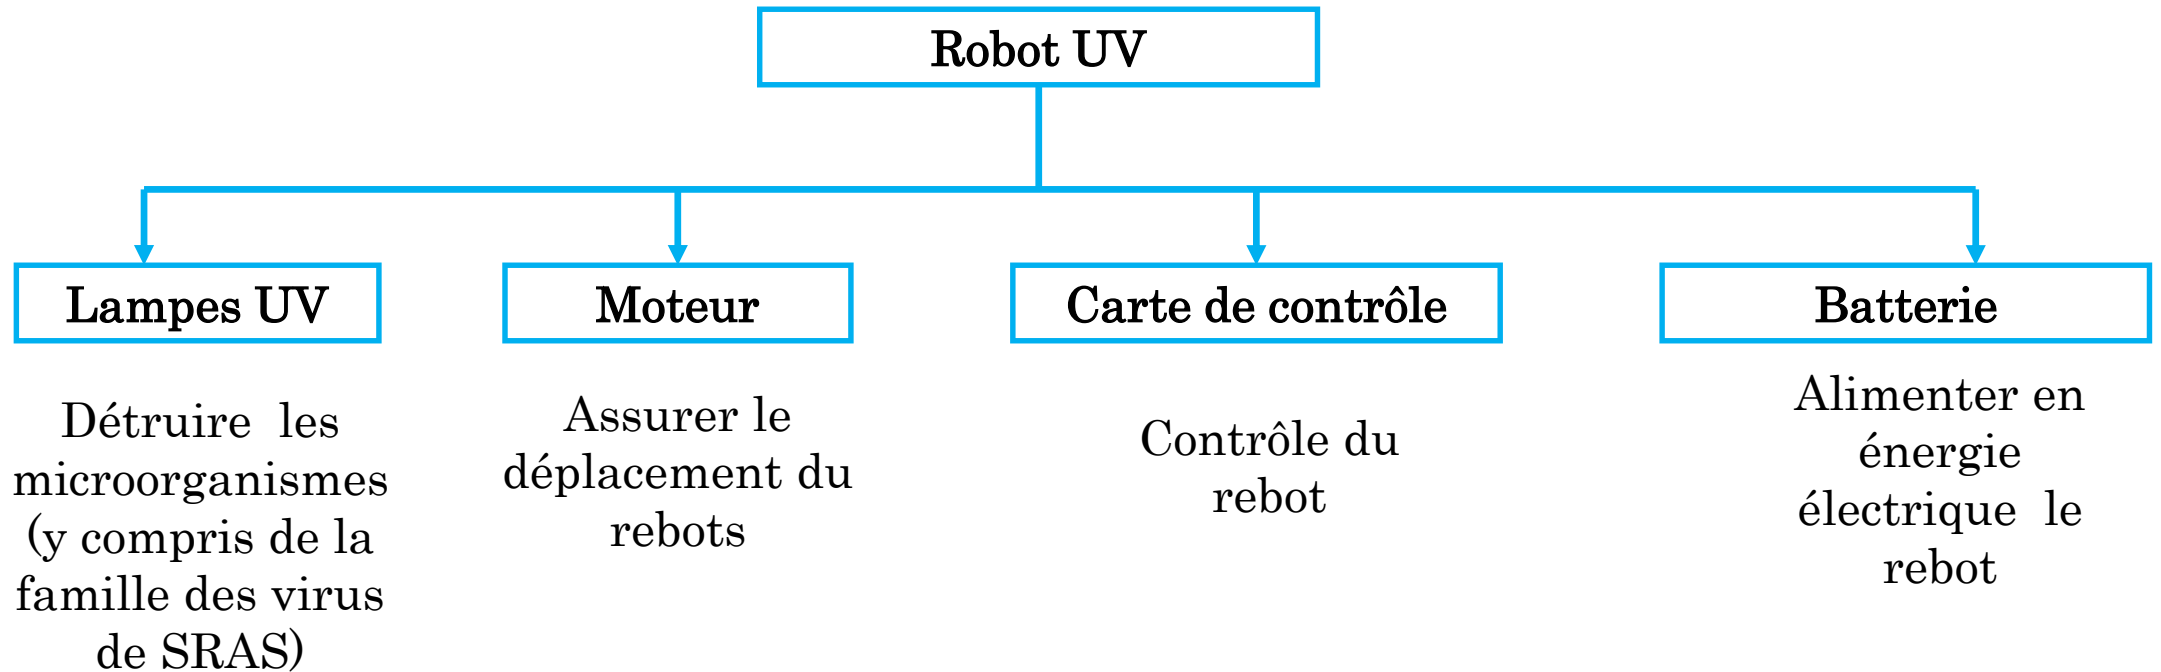 Robot UV
Lampes UV
Moteur
Carte de contrôle
Batterie
Détruire les
microorganismes
(y compris de la
famille des virus
de SRAS)
Assurer le
déplacement du
rebots
Contrôle du
rebot
Alimenter en
énergie
électrique le
rebot